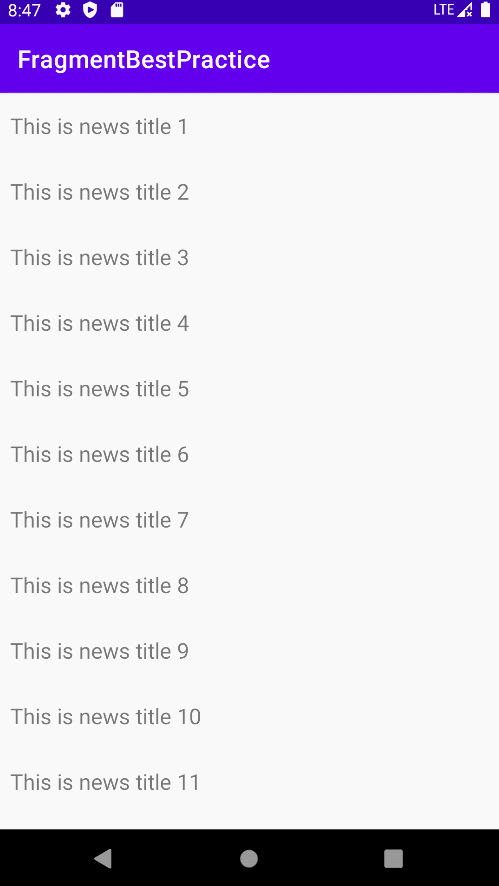 8:47 LTE
FragmentBestPractice
This is news title 1
This is news title 2
This is news title 3
This is news title 4
This is news title 5
This is news title 6
This is news title 7
This is news title 8
This is news title 9
This is news title 10
This is news title 11